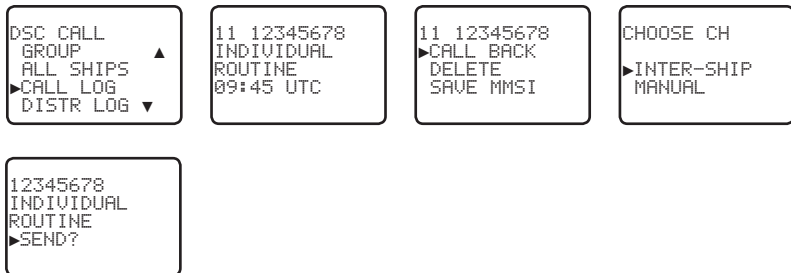 DSC CALL
GROUP ▲
ALL SHIPS
►CALL LOG
DISTR LOG ▼
11 12345678
INDIVIDUAL
ROUTINE
09:45 UTC
11 12345678
►CALL BACK
DELETE
SAVE MMSI
CHOOSE CH
►INTER-SHIP
MANUAL
12345678
INDIVIDUAL
ROUTINE
►SEND?